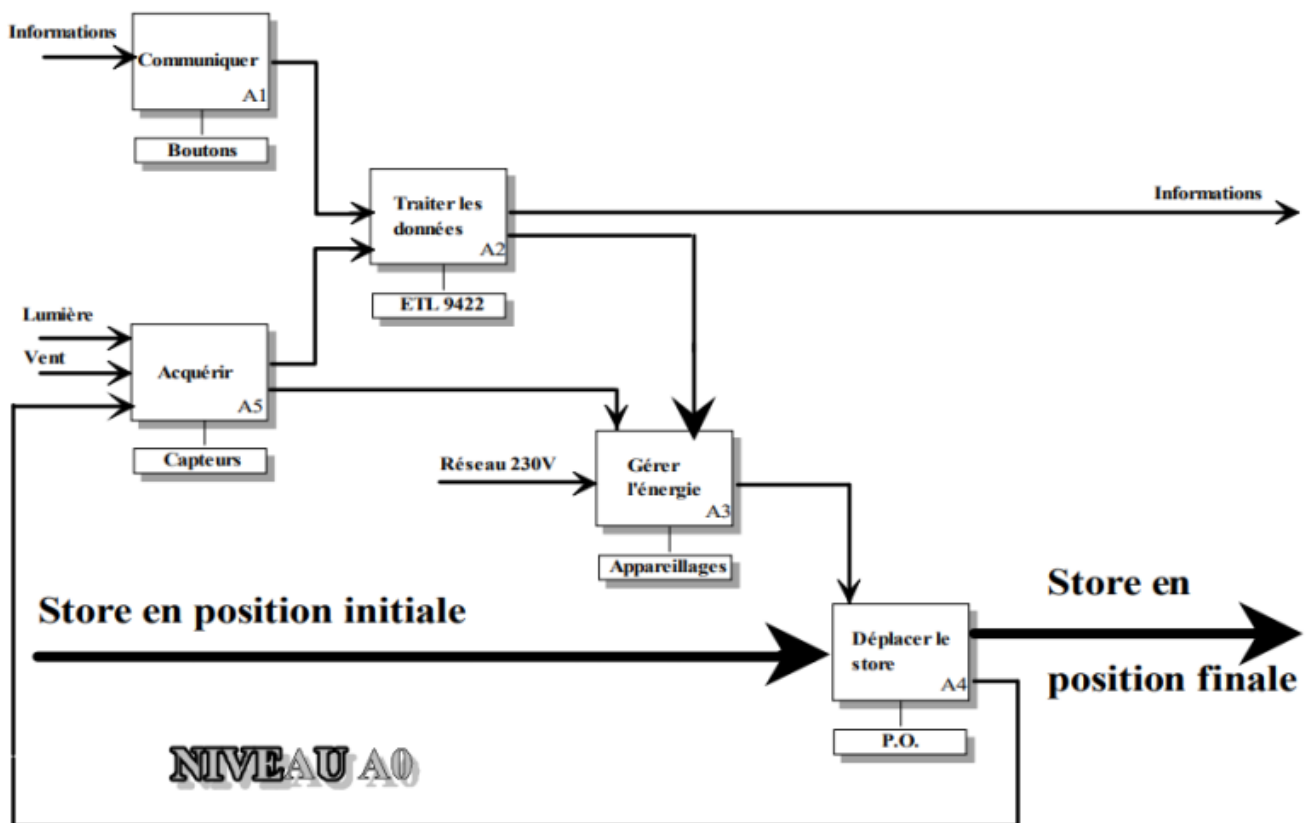 Informations
Communiquer
A1
Boutons
Traiter les
données
A2
ETL 9422
Informations
Lumière
Vent
Acquérir
A5
Capteurs
Réseau 230V
Gérer
l'énergie
A3
Appareillages
Store en position initiale
Déplacer le
store
A4
P.O.
Store en
position finale
NIVEAU A0